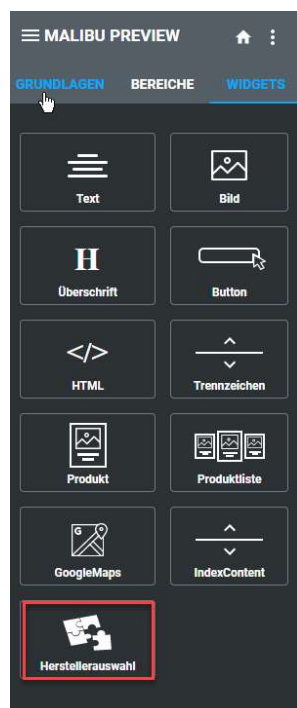 MALIBU PREVIEW
GRUNDLAGEN BEREICHE WIDGETS
Text Bild
H
Überschrift Button
</>
HTML Trennzeichen
Produkt Produktliste
G
GoogleMaps IndexContent
Herstellerauswahl